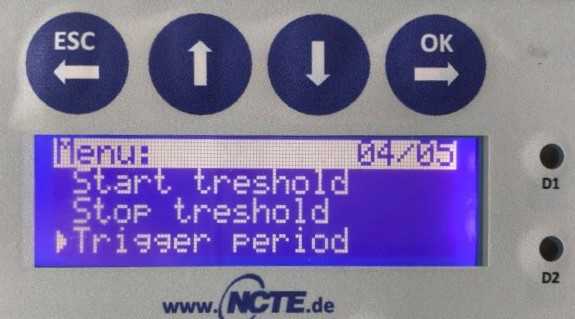 ESC
OK
Menu: 04/05
Start treshold
Stop treshold
Trigger period
D1
D2
www.NCTE.de